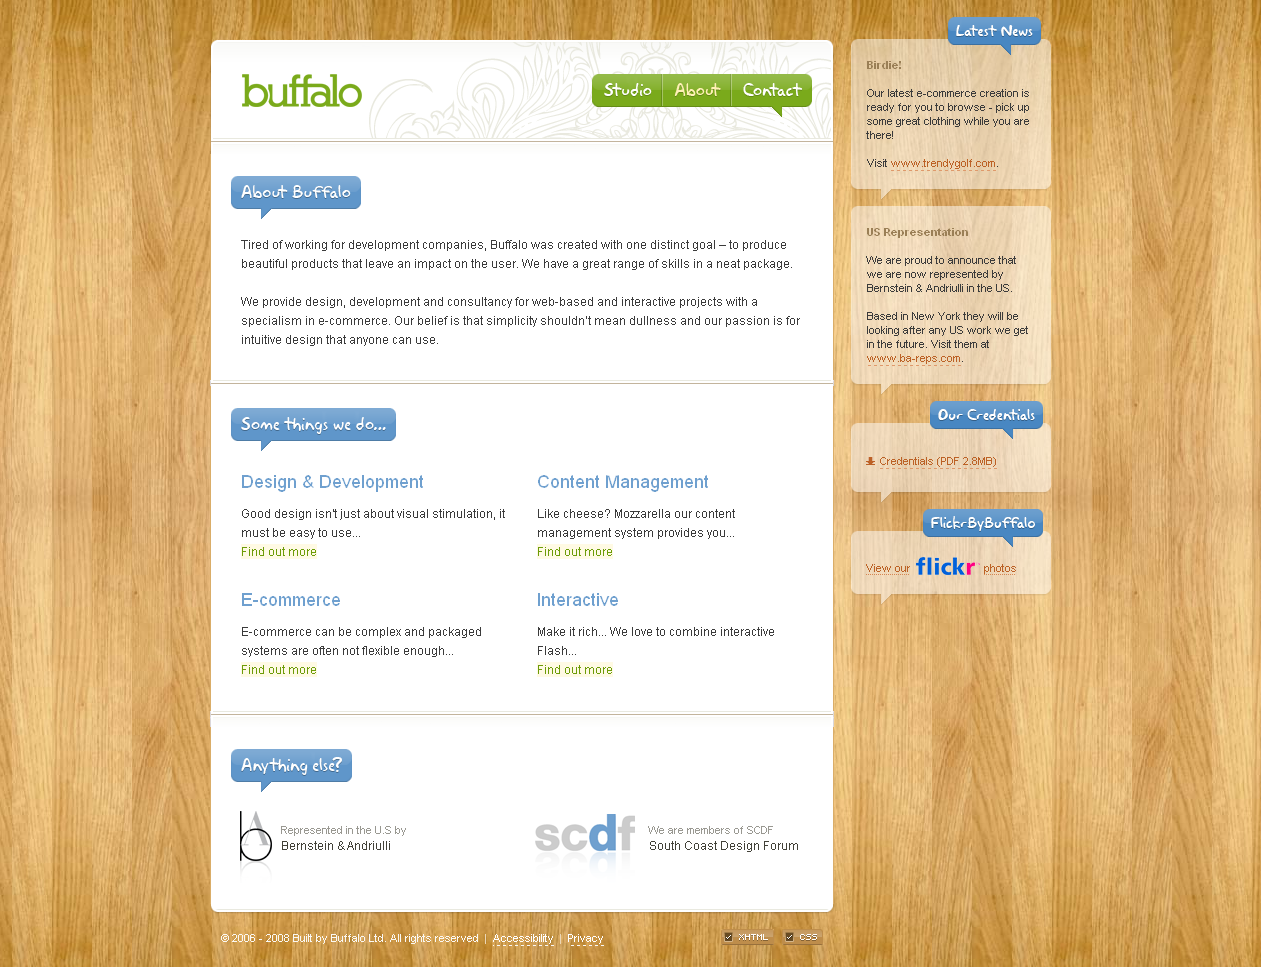 buffalo
Studio
About
Contact
About Buffalo
Tired of working for development companies, Buffalo was created with one distinct goal – to produce
beautiful products that leave an impact on the user. We have a great range of skills in a neat package.
We provide design, development and consultancy for web-based and interactive projects with a
specialism in e-commerce. Our belief is that simplicity shouldn't mean dullness and our passion is for
intuitive design that anyone can use.
Some things we do...
Design & Development
Good design isn't just about visual stimulation, it
must be easy to use...
Find out more
Content Management
Like cheese? Mozzarella our content
management system provides you...
Find out more
E-commerce
E-commerce can be complex and packaged
systems are often not flexible enough...
Find out more
Interactive
Make it rich... We love to combine interactive
Flash...
Find out more
Anything else?
bA
Represented in the U.S by
Bernstein & Andriulli
scdf
We are members of SCDF
South Coast Design Forum
Latest News
Birdie!
Our latest e-commerce creation is
ready for you to browse - pick up
some great clothing while you are
there!
Visit www.trendygolf.com.
US Representation
We are proud to announce that
we are now represented by
Bernstein & Andriulli in the US.
Based in New York they will be
looking after any US work we get
in the future. Visit them at
www.ba-reps.com.
Our Credentials
Credentials (PDF 2.8MB)
FlickrByBuffalo
View our flickr photos
© 2006 - 2008 Built by Buffalo Ltd. All rights reserved | Accessibility | Privacy
XHTML
CSS